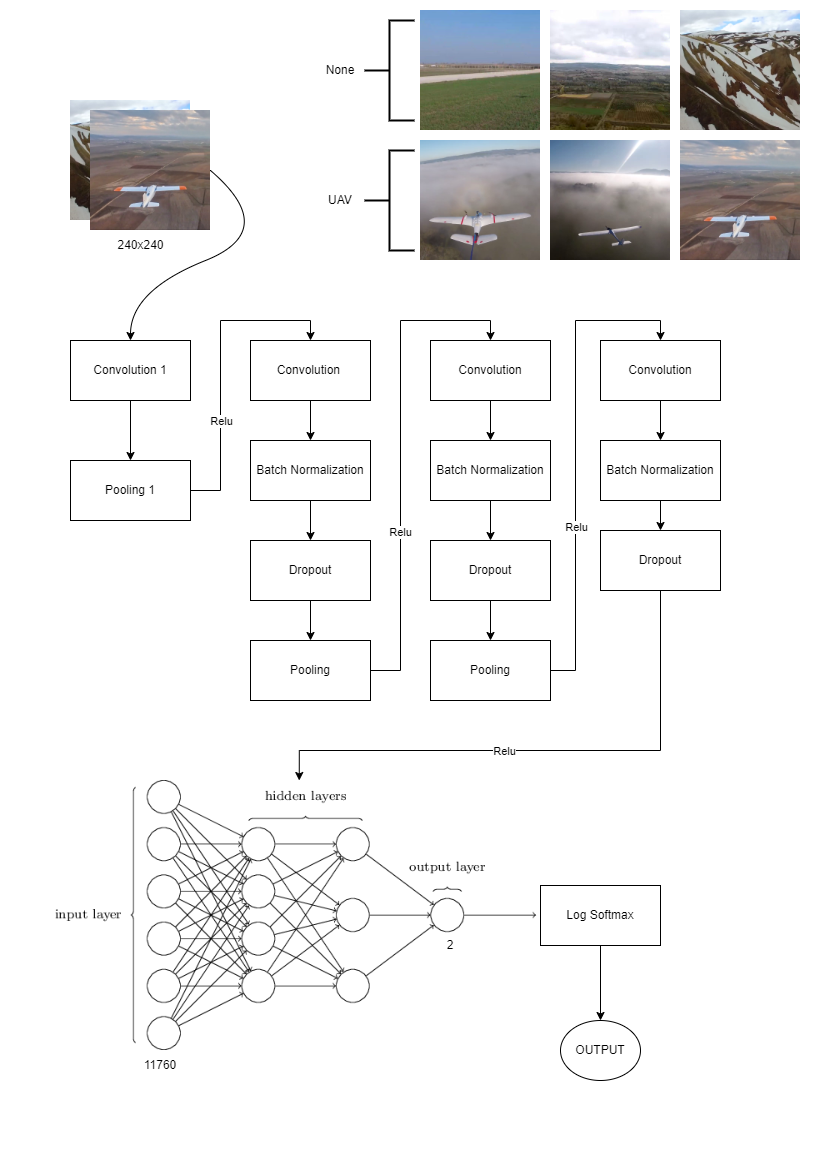 None
UAV
240x240
Convolution 1
Convolution
Convolution
Convolution
Relu
Batch Normalization
Batch Normalization
Batch Normalization
Pooling 1
Relu
Relu
Dropout
Dropout
Dropout
Pooling
Pooling
Relu
hidden layers
output layer
input layer
Log Softmax
2
OUTPUT
11760